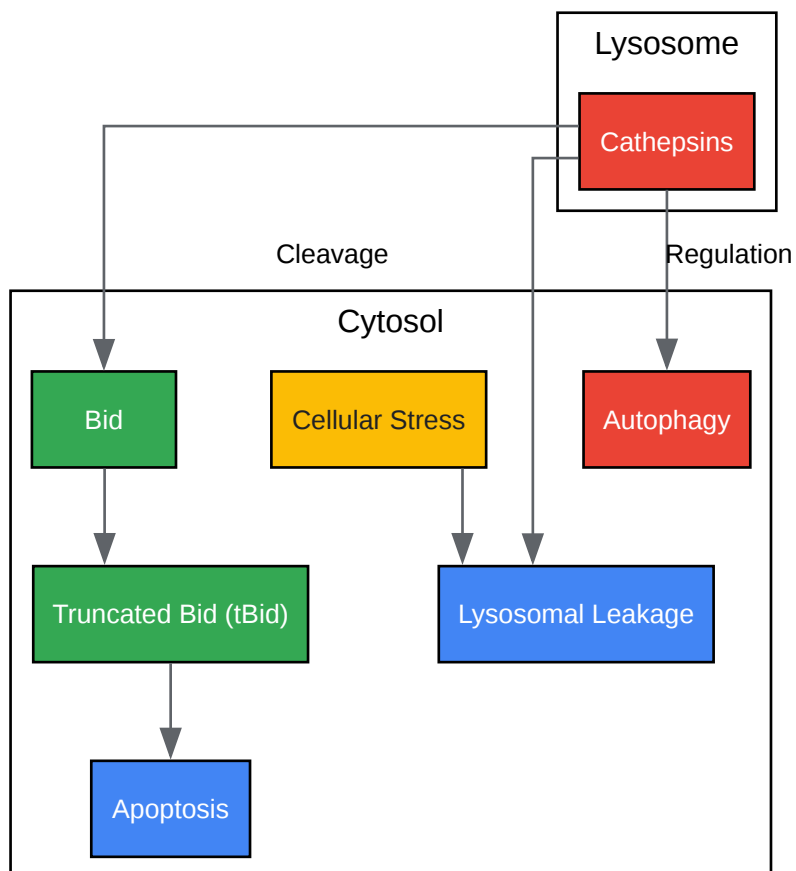 Lysosome
Cathepsins
Cleavage
Regulation
Cytosol
Bid
Cellular Stress
Autophagy
Truncated Bid (tBid)
Lysosomal Leakage
Apoptosis